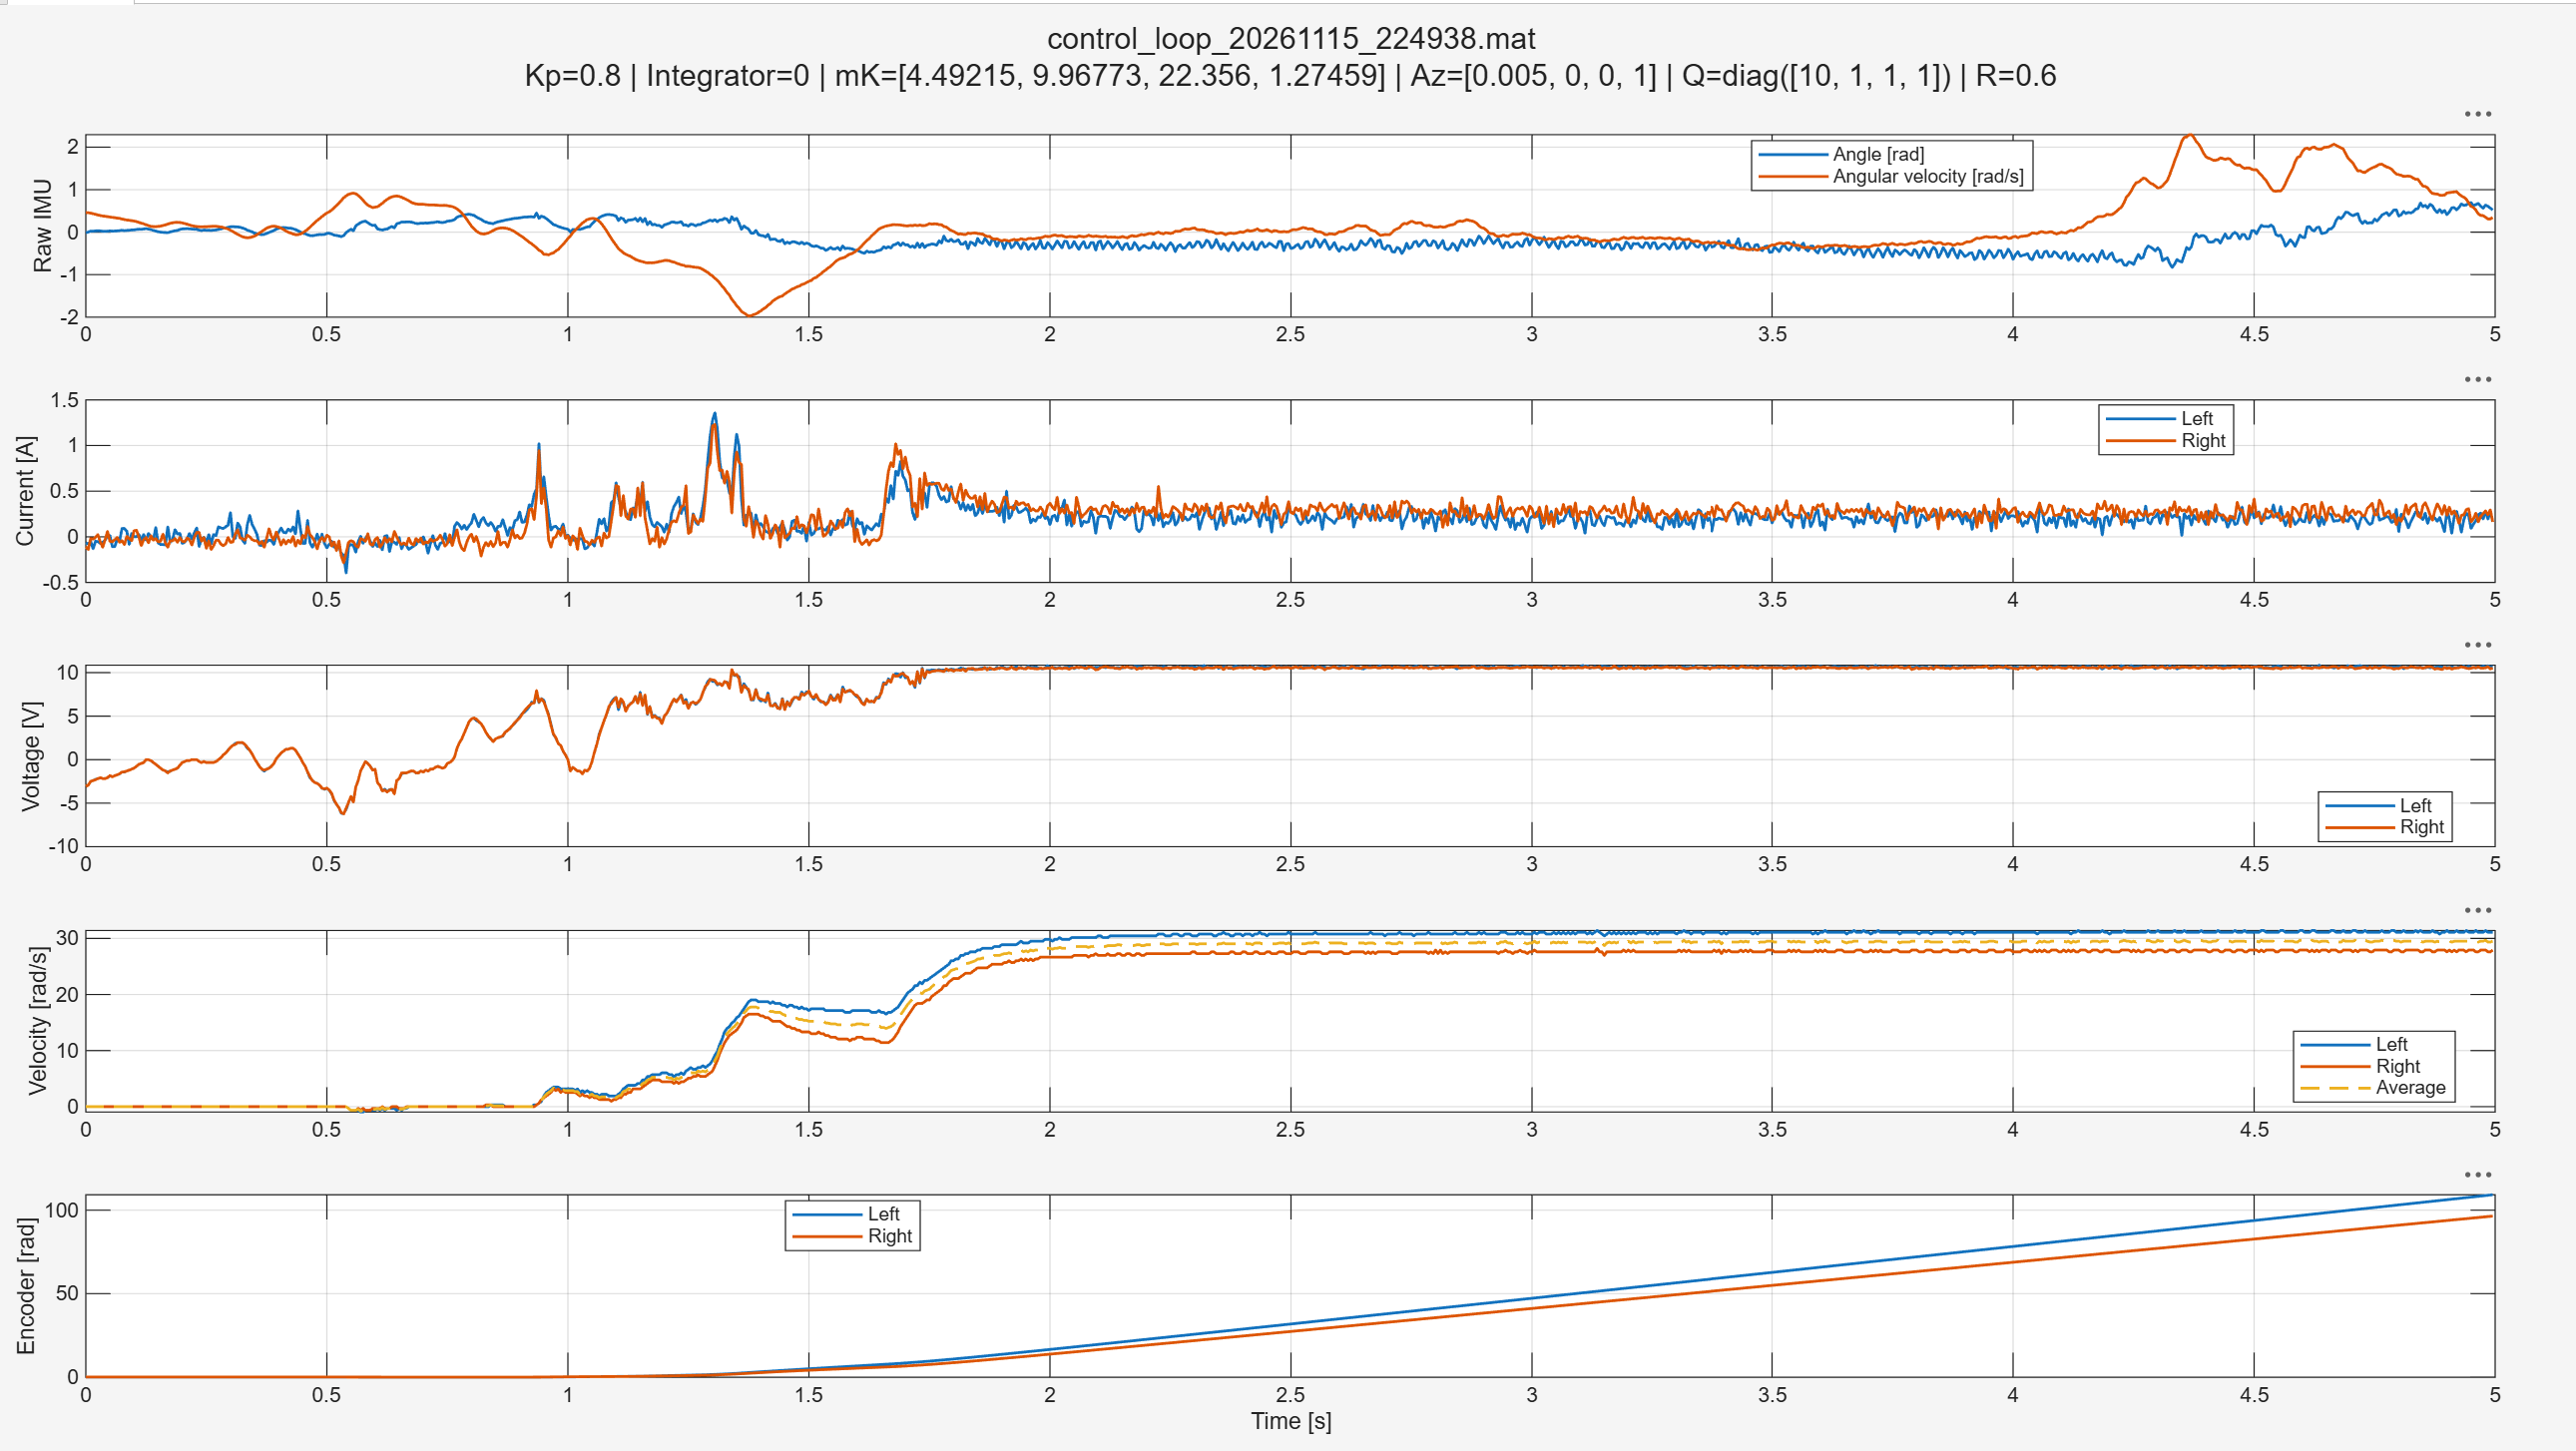 control_loop_20261115_224938.mat
Kp=0.8 | Integrator=0 | mK=[4.49215, 9.96773, 22.356, 1.27459] | Az=[0.005, 0, 0, 1] | Q=diag([10, 1, 1, 1]) | R=0.6
Raw IMU
2
1
0
-1
-2
Angle [rad]
Angular velocity [rad/s]
0 0.5 1 1.5 2 2.5 3 3.5 4 4.5 5
Current [A]
1.5
1
0.5
0
-0.5
Left
Right
0 0.5 1 1.5 2 2.5 3 3.5 4 4.5 5
Voltage [V]
10
5
0
-5
-10
Left
Right
0 0.5 1 1.5 2 2.5 3 3.5 4 4.5 5
Velocity [rad/s]
30
20
10
0
Left
Right
Average
0 0.5 1 1.5 2 2.5 3 3.5 4 4.5 5
Encoder [rad]
100
50
0
Left
Right
0 0.5 1 1.5 2 2.5 3 3.5 4 4.5 5
Time [s]